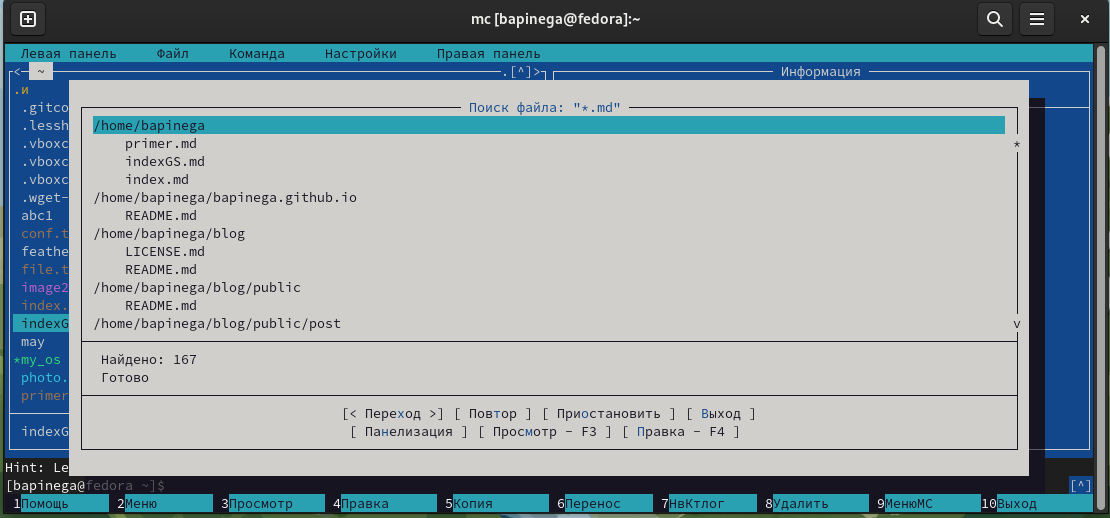 mc [bapinega@fedora]:~
Левая панель Файл Команда Настройки Правая панель
<─ ~ .[^]> Информация
.и
.gitco
.lessh
.vboxc
.vboxc
.vboxc
.wget-
abc1
conf.t
feathe
file.t
image2
index.
indexG
may
*my_os
photo.
primer
indexG
Поиск файла: "*.md"
/home/bapinega
primer.md
indexGS.md
index.md
/home/bapinega/bapinega.github.io
README.md
/home/bapinega/blog
LICENSE.md
README.md
/home/bapinega/blog/public
README.md
/home/bapinega/blog/public/post
Найдено: 167
Готово
[< Переход >] [ Повтор ] [ Приостановить ] [ Выход ]
[ Панелизация ] [ Просмотр - F3 ] [ Правка - F4 ]
Hint: Le
[bapinega@fedora ~]$ [^]
1Помощь 2Меню 3Просмотр 4Правка 5Копия 6Перенос 7НвКтлог 8Удалить 9МенюMC 10Выход